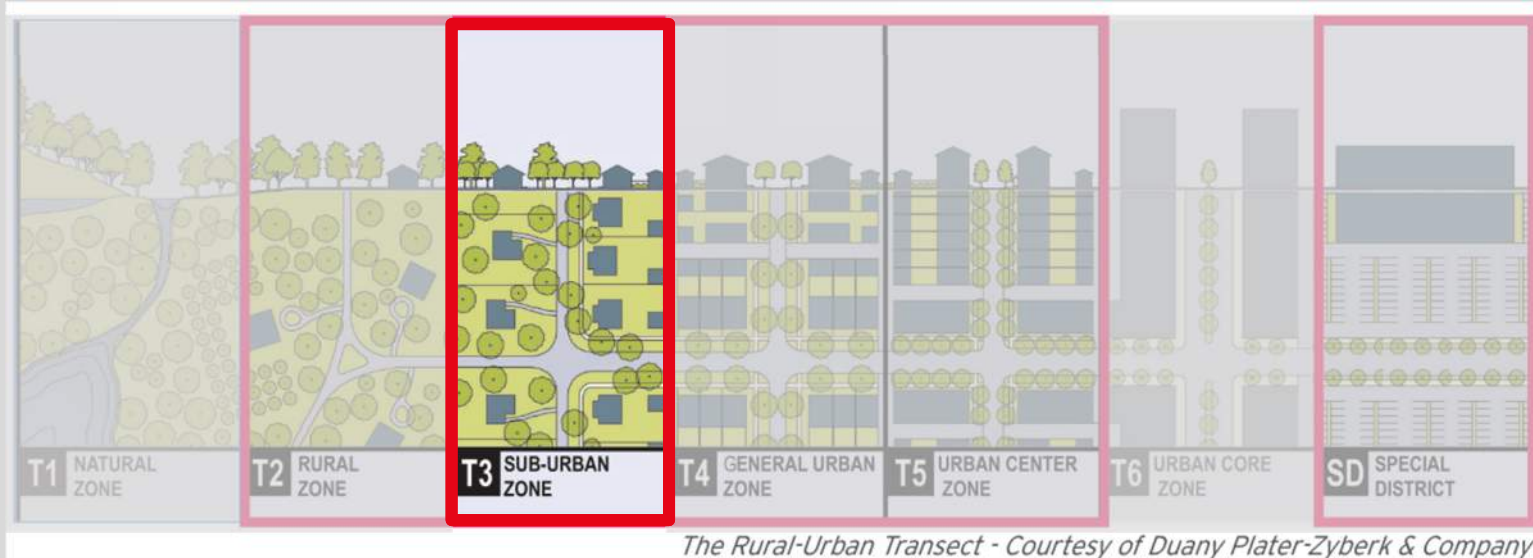 T1 NATURAL
ZONE
T2 RURAL
ZONE
T3 SUB-URBAN
ZONE
T4 GENERAL URBAN
ZONE
T5 URBAN CENTER
ZONE
T6 URBAN CORE
ZONE
SD SPECIAL
DISTRICT
The Rural-Urban Transect - Courtesy of Duany Plater-Zyberk & Company